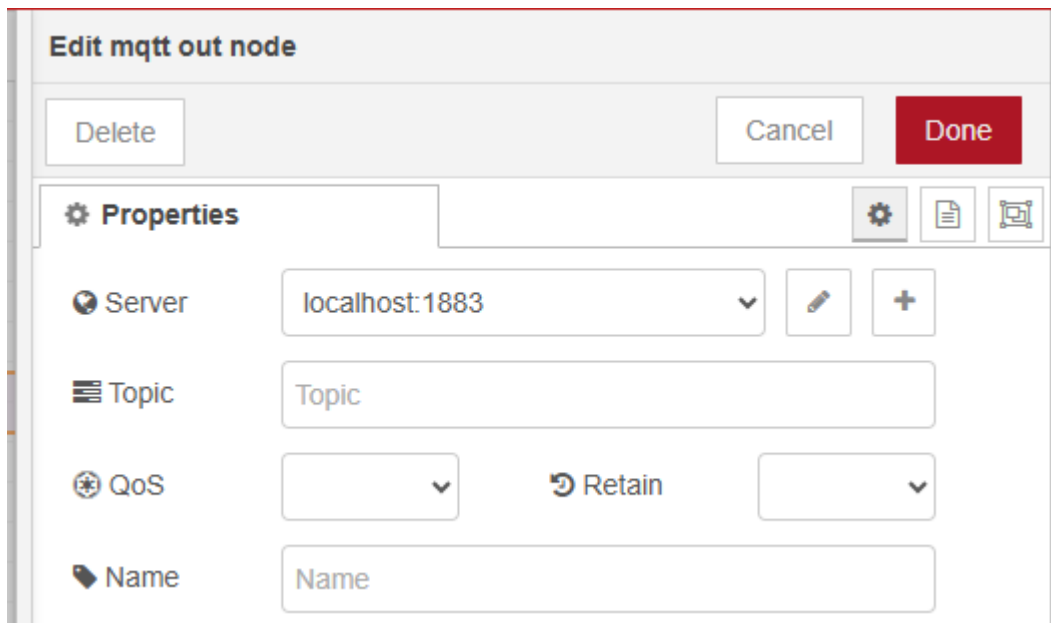 Edit mqtt out node
Delete
Cancel
Done
Properties
Server
localhost:1883
Topic
Topic
QoS
Retain
Name
Name